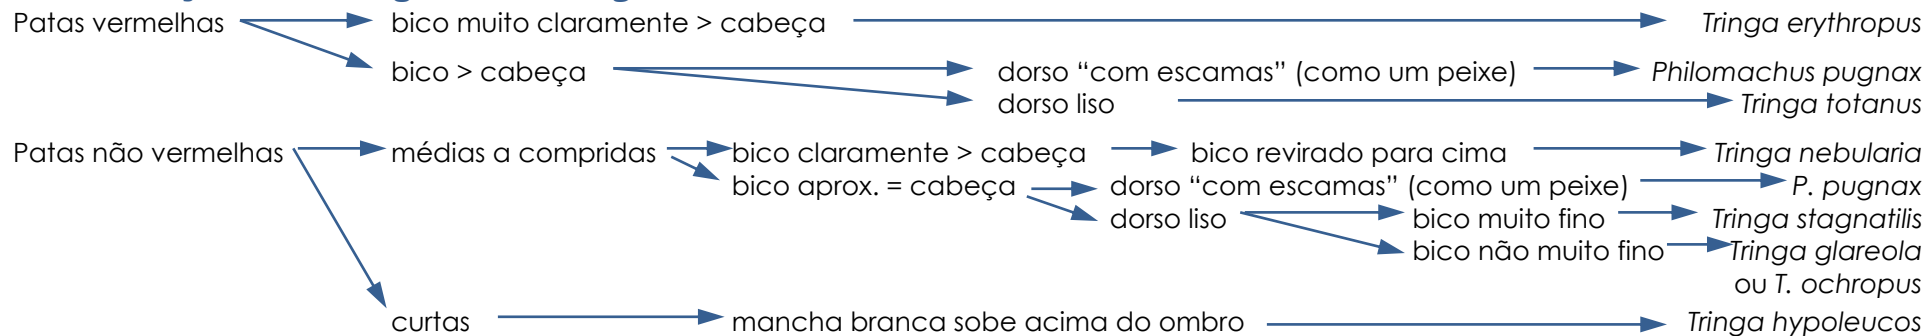 Patas vermelhas bico muito claramente > cabeça Tringa erythropus
bico > cabeça dorso “com escamas” (como um peixe) Philomachus pugnax
dorso liso Tringa totanus
Patas não vermelhas médias a compridas bico claramente > cabeça bico revirado para cima Tringa nebularia
bico aprox. = cabeça dorso “com escamas” (como um peixe) P. pugnax
dorso liso bico muito fino Tringa stagnatilis
bico não muito fino Tringa glareola
ou T. ochropus
curtas mancha branca sobe acima do ombro Tringa hypoleucos